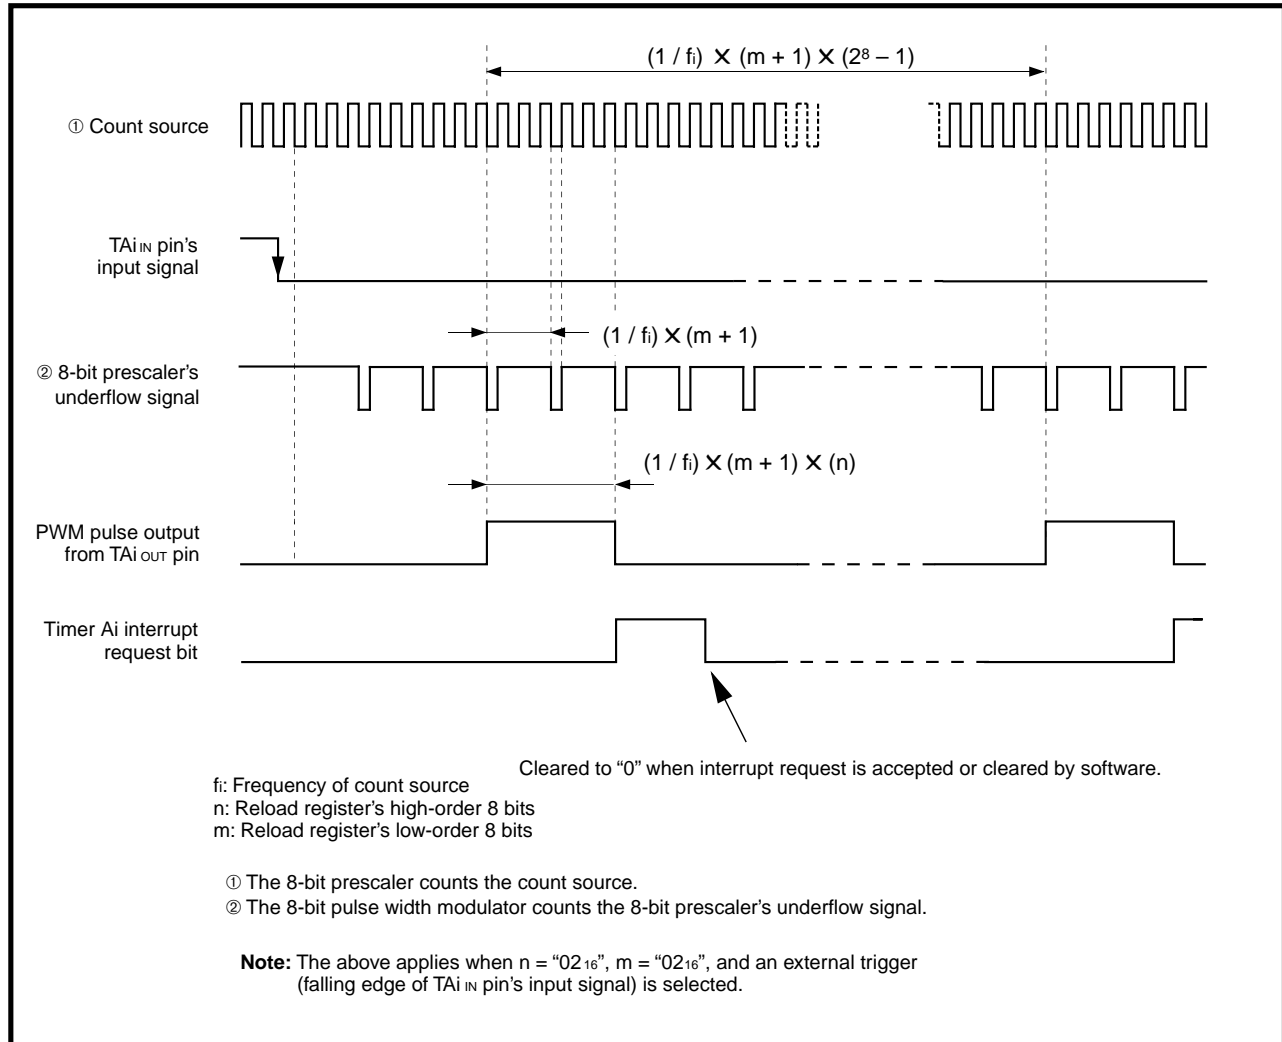 (1 / fi) × (m + 1) × (2⁸ – 1)
① Count source
TAiIN pin’s
input signal
(1 / fi) × (m + 1)
② 8-bit prescaler’s
underflow signal
(1 / fi) × (m + 1) × (n)
PWM pulse output
from TAiOUT pin
Timer Ai interrupt
request bit
Cleared to “0” when interrupt request is accepted or cleared by software.
fi: Frequency of count source
n: Reload register’s high-order 8 bits
m: Reload register’s low-order 8 bits
① The 8-bit prescaler counts the count source.
② The 8-bit pulse width modulator counts the 8-bit prescaler’s underflow signal.
Note: The above applies when n = “02₁₆”, m = “02₁₆”, and an external trigger
(falling edge of TAiIN pin’s input signal) is selected.